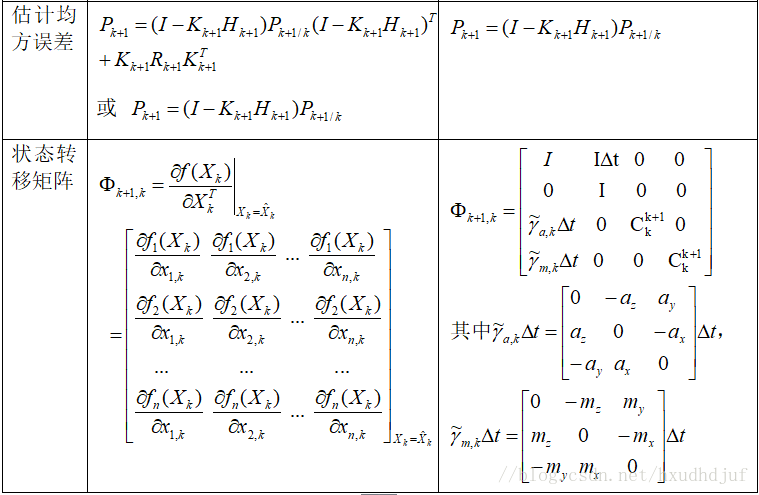 估计均方误差
P_{k+1} = (I − K_{k+1}H_{k+1})P_{k+1/k}(I − K_{k+1}H_{k+1})^T
+ K_{k+1}R_{k+1}K_{k+1}^T
或 P_{k+1} = (I − K_{k+1}H_{k+1})P_{k+1/k}
P_{k+1} = (I − K_{k+1}H_{k+1})P_{k+1/k}
状态转移矩阵
Φ_{k+1,k} = ∂f(X_k)/∂X_k^T |_{X_k=X̂_k}
= [ ∂f_1(X_k)/∂x_{1,k} ∂f_1(X_k)/∂x_{2,k} ... ∂f_1(X_k)/∂x_{n,k}
∂f_2(X_k)/∂x_{1,k} ∂f_2(X_k)/∂x_{2,k} ... ∂f_2(X_k)/∂x_{n,k}
... ... ...
∂f_n(X_k)/∂x_{1,k} ∂f_n(X_k)/∂x_{2,k} ... ∂f_n(X_k)/∂x_{n,k} ]_{X_k=X̂_k}
Φ_{k+1,k} = [ I IΔt 0 0
0 I 0 0
γ̃_{a,k}Δt 0 C_k^{k+1} 0
γ̃_{m,k}Δt 0 0 C_k^{k+1} ]
其中γ̃_{a,k}Δt = [ 0 −a_z a_y
a_z 0 −a_x
−a_y a_x 0 ]Δt，
γ̃_{m,k}Δt = [ 0 −m_z m_y
m_z 0 −m_x
−m_y m_x 0 ]Δt